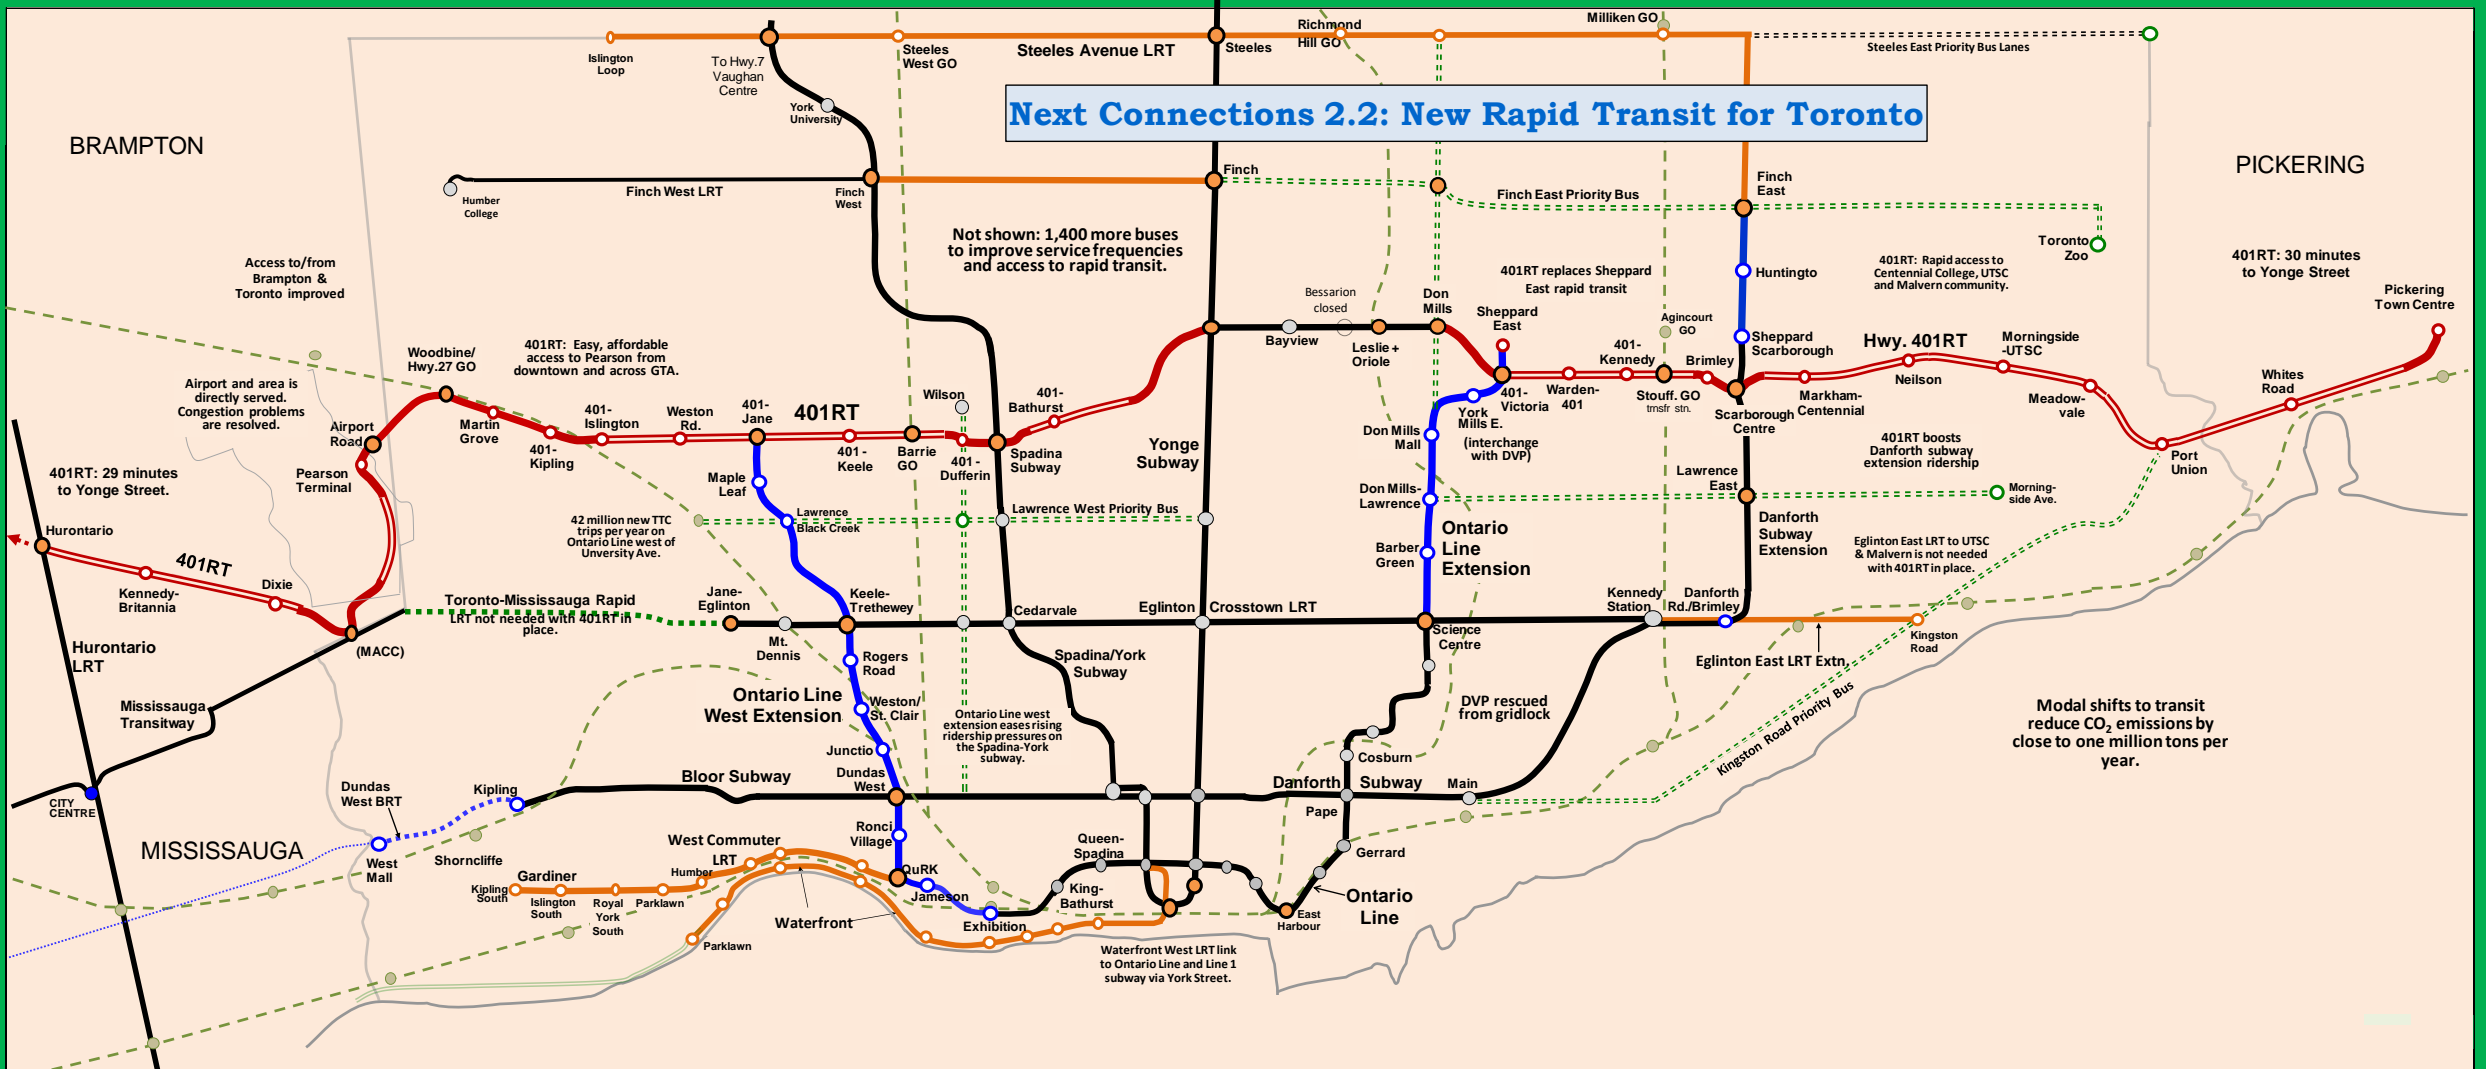 Richmond
Hill GO
Milliken GO
Islington
Loop
To Hwy.7
Vaughan
Centre
Steeles
West GO
Steeles Avenue LRT
Steeles
Steeles East Priority Bus Lanes
York
University
Next Connections 2.2: New Rapid Transit for Toronto
BRAMPTON
PICKERING
Humber
College
Finch West LRT
Finch
West
Finch
Finch East Priority Bus
Finch
East
Toronto
Zoo
Not shown: 1,400 more buses
to improve service frequencies
and access to rapid transit.
Access to/from
Brampton &
Toronto improved
401RT replaces Sheppard
East rapid transit
Huntingto
401RT: Rapid access to
Centennial College, UTSC
and Malvern community.
401RT: 30 minutes
to Yonge Street
Pickering
Town Centre
Bessarion
closed
Don
Mills
Sheppard
East
Agincourt
GO
Bayview
Leslie +
Oriole
Sheppard
Scarborough
Hwy. 401RT
Morningside
-UTSC
Woodbine/
Hwy.27 GO
401RT: Easy, affordable
access to Pearson from
downtown and across GTA.
401-
Kennedy
Brimley
Neilson
Airport and area is
directly served.
Congestion problems
are resolved.
Airport
Road
Pearson
Terminal
Martin
Grove
401-
Kipling
401-
Islington
Weston
Rd.
401-
Jane
401RT
401 -
Keele
Barrie
GO
Wilson
401 -
Dufferin
Spadina
Subway
401-
Bathurst
Yonge
Subway
York
Mills E.
401-
Victoria
(interchange
with DVP)
Warden-
401
Stouff. GO
trnsfr stn.
Scarborough
Centre
Markham-
Centennial
Meadow-
vale
Whites
Road
Port
Union
Don Mills
Mall
401RT boosts
Danforth subway
extension ridership
Lawrence
East
401RT: 29 minutes
to Yonge Street.
Maple
Leaf
Don Mills-
Lawrence
Morning-
side Ave.
Hurontario
42 million new TTC
trips per year on
Ontario Line west of
Unversity Ave.
Lawrence
Black Creek
Lawrence West Priority Bus
Ontario
Line
Extension
Danforth
Subway
Extension
Barber
Green
Eglinton East LRT to UTSC
& Malvern is not needed
with 401RT in place.
401RT
Kennedy-
Britannia
Dixie
Toronto-Mississauga Rapid
LRT not needed with 401RT in
place.
Jane-
Eglinton
Keele-
Trethewey
Mt.
Dennis
Cedarvale
Eglinton
Crosstown LRT
Science
Centre
Kennedy
Station
Danforth
Rd./Brimley
Kingston
Road
(MACC)
Hurontario
LRT
Rogers
Road
Spadina/York
Subway
Eglinton East LRT Extn.
Mississauga
Transitway
Ontario Line
West Extension
Weston/
St. Clair
Ontario Line west
extension eases rising
ridership pressures on
the Spadina-York
subway.
DVP rescued
from gridlock
Kingston Road Priority Bus
Modal shifts to transit
reduce CO2 emissions by
close to one million tons per
year.
Junctio
Cosburn
Dundas
West
Bloor Subway
Danforth
Subway
Main
Pape
CITY
CENTRE
Dundas
West BRT
Kipling
MISSISSAUGA
West
Mall
Shorncliffe
West Commuter
LRT
Ronci
Village
Queen-
Spadina
Gerrard
Humber
QuRK
Jameson
Kipling
South
Gardiner
Islington
South
Royal
York
South
Parklawn
King-
Bathurst
Ontario
Line
East
Harbour
Waterfront
Exhibition
Parklawn
Waterfront West LRT link
to Ontario Line and Line 1
subway via York Street.